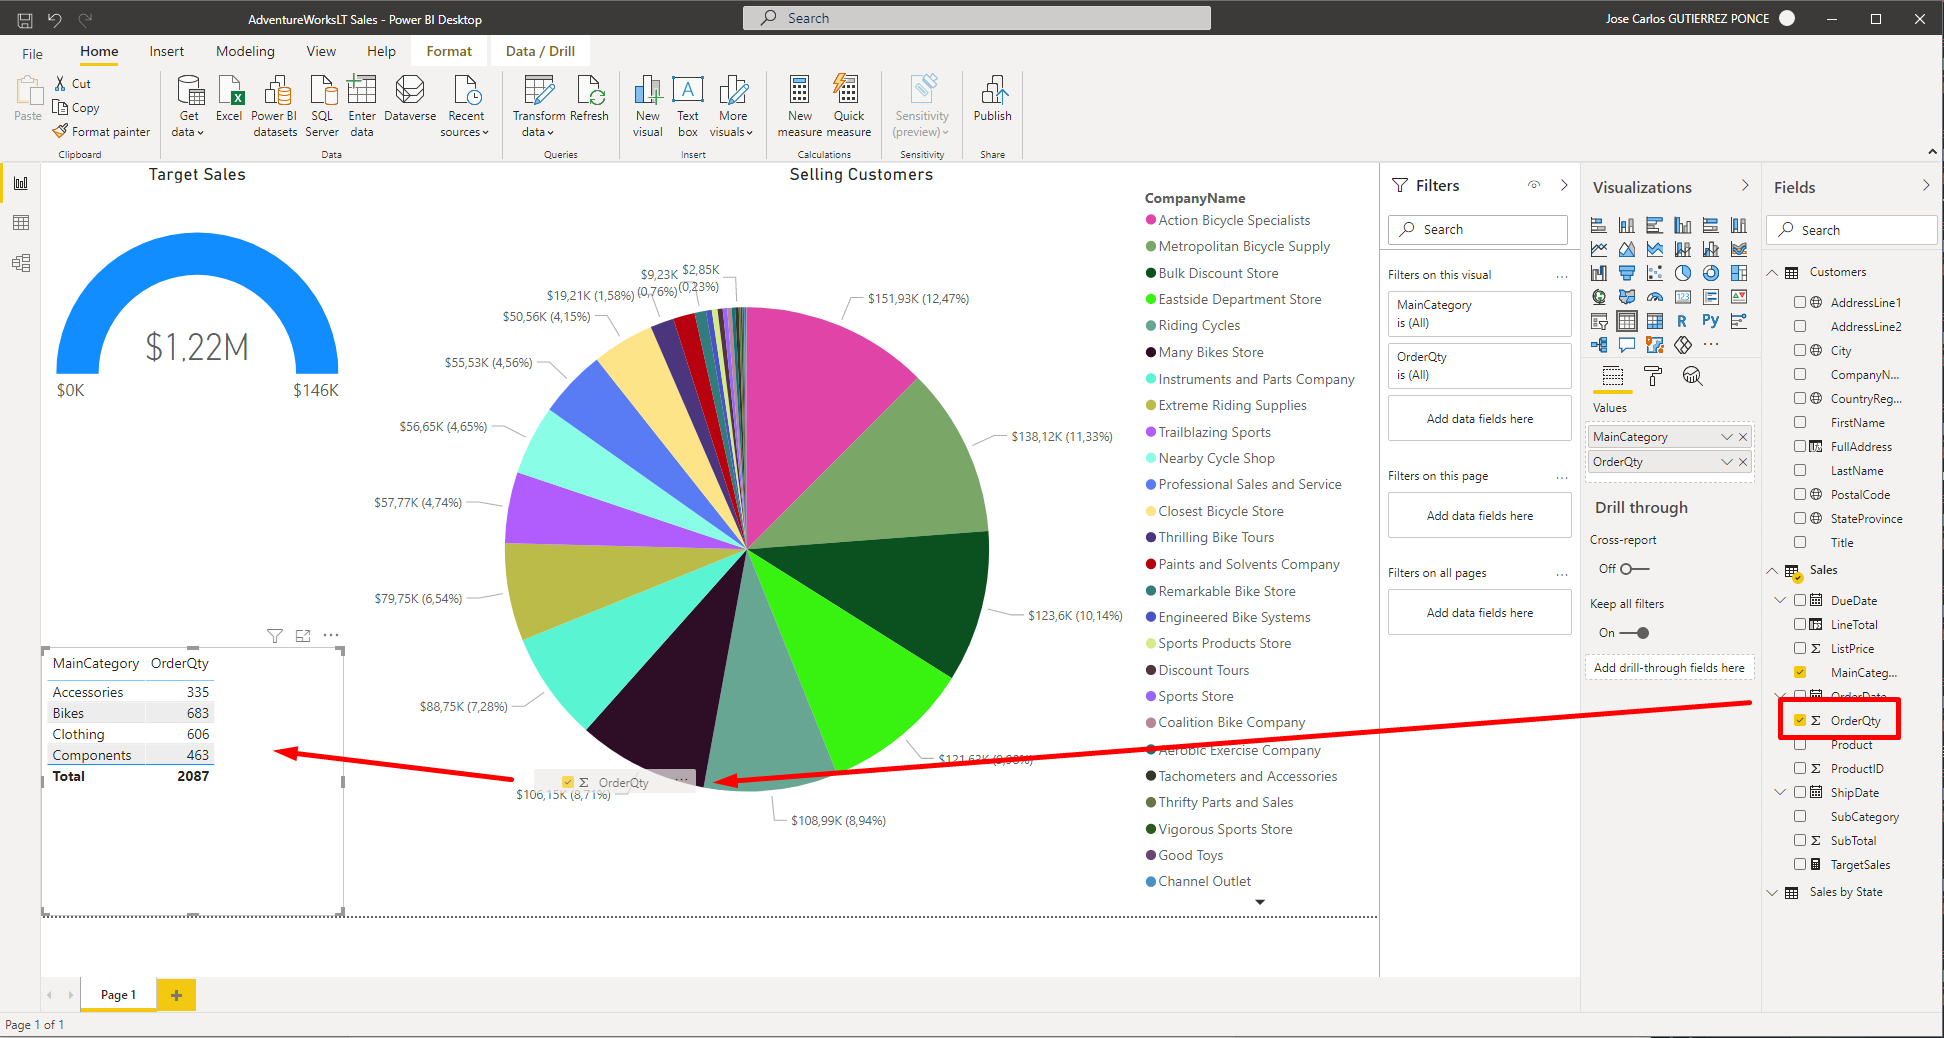 AdventureWorksLT Sales - Power BI Desktop
Search
Jose Carlos GUTIERREZ PONCE
File
Home
Insert
Modeling
View
Help
Format
Data / Drill
Paste
Cut
Copy
Format painter
Clipboard
Get data
Excel
Power BI datasets
SQL Server
Enter data
Dataverse
Recent sources
Data
Transform data
Refresh
Queries
New visual
Text box
More visuals
Insert
New measure
Quick measure
Calculations
Sensitivity (preview)
Sensitivity
Publish
Share
Target Sales
$1,22M
$0K
$146K
Selling Customers
$151,93K (12,47%)
$138,12K (11,33%)
$123,6K (10,14%)
$108,99K (8,94%)
$106,15K (8,71%)
$88,75K (7,28%)
$79,75K (6,54%)
$57,77K (4,74%)
$56,65K (4,65%)
$55,53K (4,56%)
$50,56K (4,15%)
$19,21K (1,58%)
$9,23K
(0,76%)
$2,85K
(0,23%)
CompanyName
Action Bicycle Specialists
Metropolitan Bicycle Supply
Bulk Discount Store
Eastside Department Store
Riding Cycles
Many Bikes Store
Instruments and Parts Company
Extreme Riding Supplies
Trailblazing Sports
Nearby Cycle Shop
Professional Sales and Service
Closest Bicycle Store
Thrilling Bike Tours
Paints and Solvents Company
Remarkable Bike Store
Engineered Bike Systems
Sports Products Store
Discount Tours
Sports Store
Coalition Bike Company
Aerobic Exercise Company
Tachometers and Accessories
Thrifty Parts and Sales
Vigorous Sports Store
Good Toys
Channel Outlet
MainCategory OrderQty
Accessories 335
Bikes 683
Clothing 606
Components 463
Total 2087
Σ OrderQty
Filters
Search
Filters on this visual
MainCategory
is (All)
OrderQty
is (All)
Add data fields here
Filters on this page
Add data fields here
Filters on all pages
Add data fields here
Visualizations
R
Py
Values
MainCategory
OrderQty
Drill through
Cross-report
Off
Keep all filters
On
Add drill-through fields here
Fields
Search
Customers
AddressLine1
AddressLine2
City
CompanyN...
CountryReg...
FirstName
FullAddress
LastName
PostalCode
StateProvince
Title
Sales
DueDate
LineTotal
Σ ListPrice
MainCateg...
OrderDate
Σ OrderQty
Product
Σ ProductID
ShipDate
SubCategory
Σ SubTotal
TargetSales
Sales by State
Page 1
Page 1 of 1